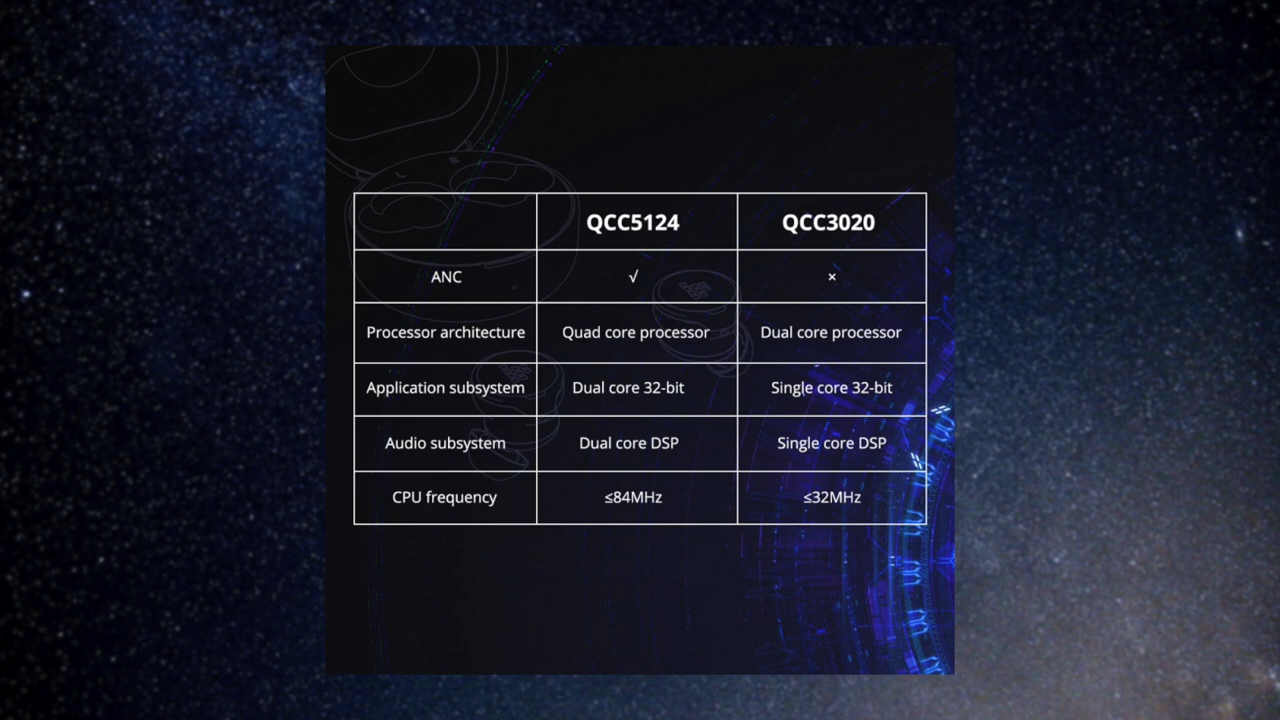 QCC5124 QCC3020
ANC √ ×
Processor architecture Quad core processor Dual core processor
Application subsystem Dual core 32-bit Single core 32-bit
Audio subsystem Dual core DSP Single core DSP
CPU frequency ≤84MHz ≤32MHz